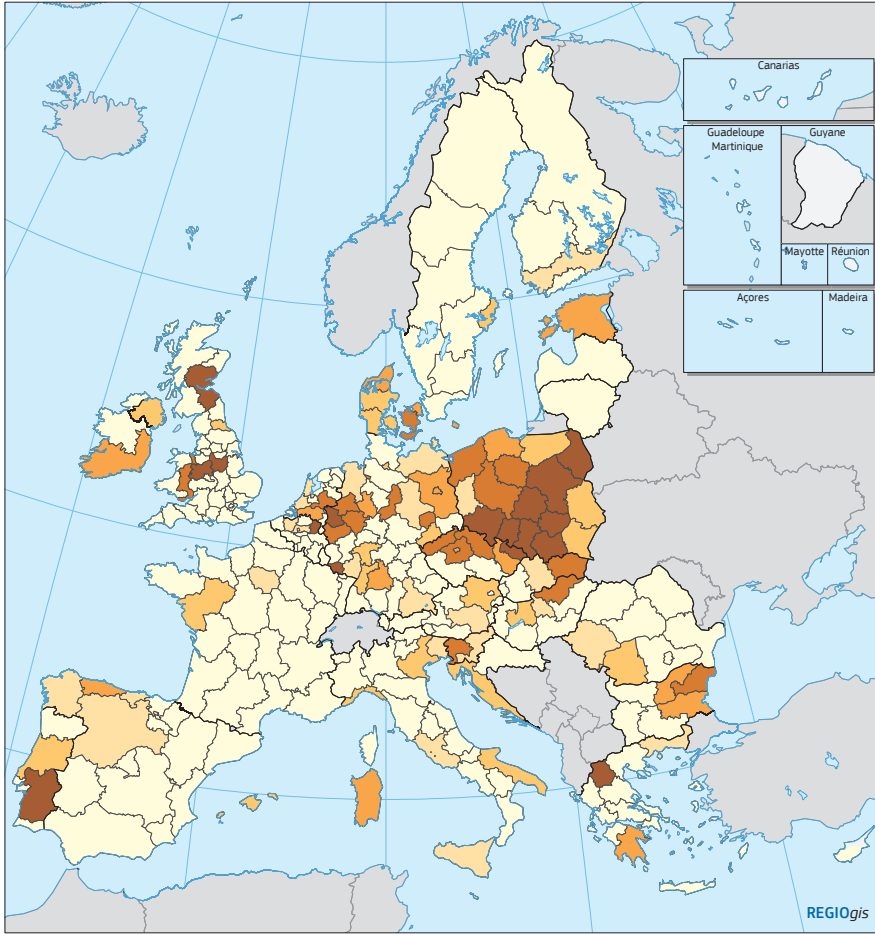 Canarias
Guadeloupe
Martinique
Guyane
Mayotte
Réunion
Açores
Madeira
REGIOgis